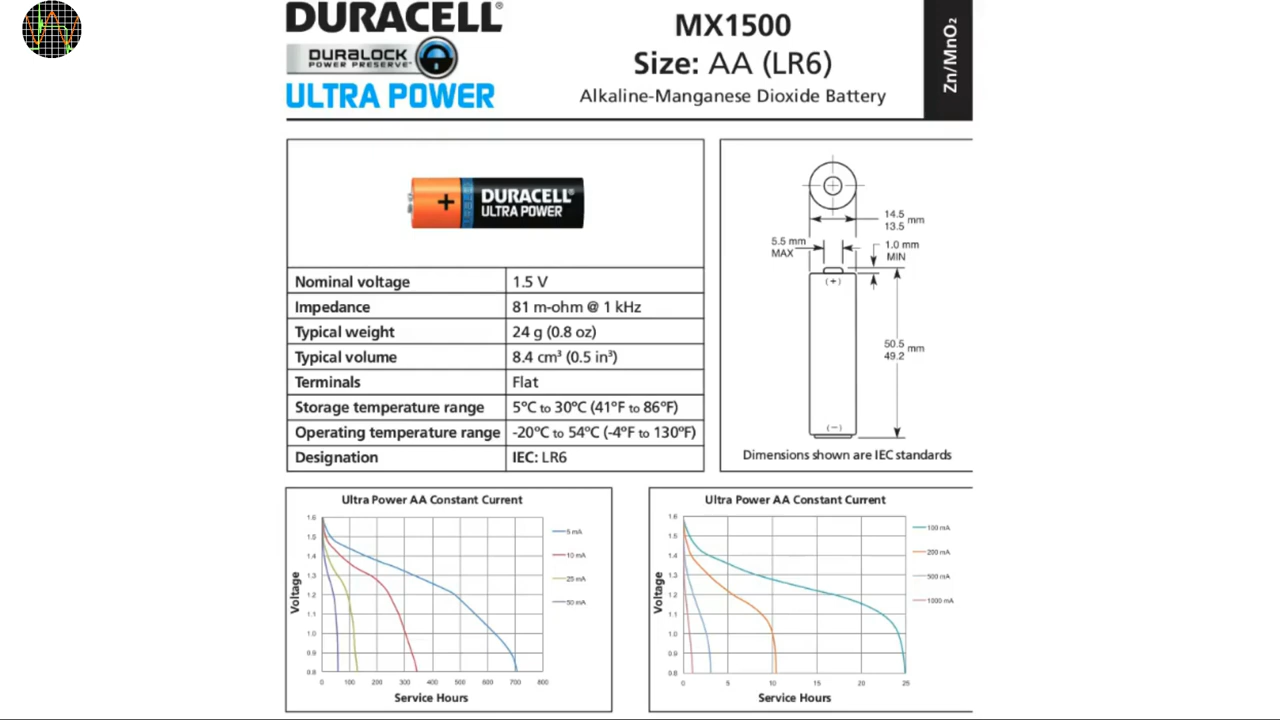 DURACELL®
DURALOCK
POWER PRESERVE™
ULTRA POWER
MX1500
Size: AA (LR6)
Alkaline-Manganese Dioxide Battery
Zn/MnO₂
+ DURACELL®
ULTRA POWER
Nominal voltage 1.5 V
Impedance 81 m-ohm @ 1 kHz
Typical weight 24 g (0.8 oz)
Typical volume 8.4 cm³ (0.5 in³)
Terminals Flat
Storage temperature range 5ºC to 30ºC (41ºF to 86ºF)
Operating temperature range -20ºC to 54ºC (-4ºF to 130ºF)
Designation IEC: LR6
14.5
13.5 mm
5.5 mm
MAX
1.0 mm
MIN
(+)
50.5
49.2 mm
(−)
Dimensions shown are IEC standards
Ultra Power AA Constant Current
Voltage
1.6
1.5
1.4
1.3
1.2
1.1
1.0
0.9
0.8
0 100 200 300 400 500 600 700 800
Service Hours
5 mA
10 mA
25 mA
50 mA
Ultra Power AA Constant Current
Voltage
1.6
1.5
1.4
1.3
1.2
1.1
1.0
0.9
0.8
0 5 10 15 20 25
Service Hours
100 mA
200 mA
500 mA
1000 mA